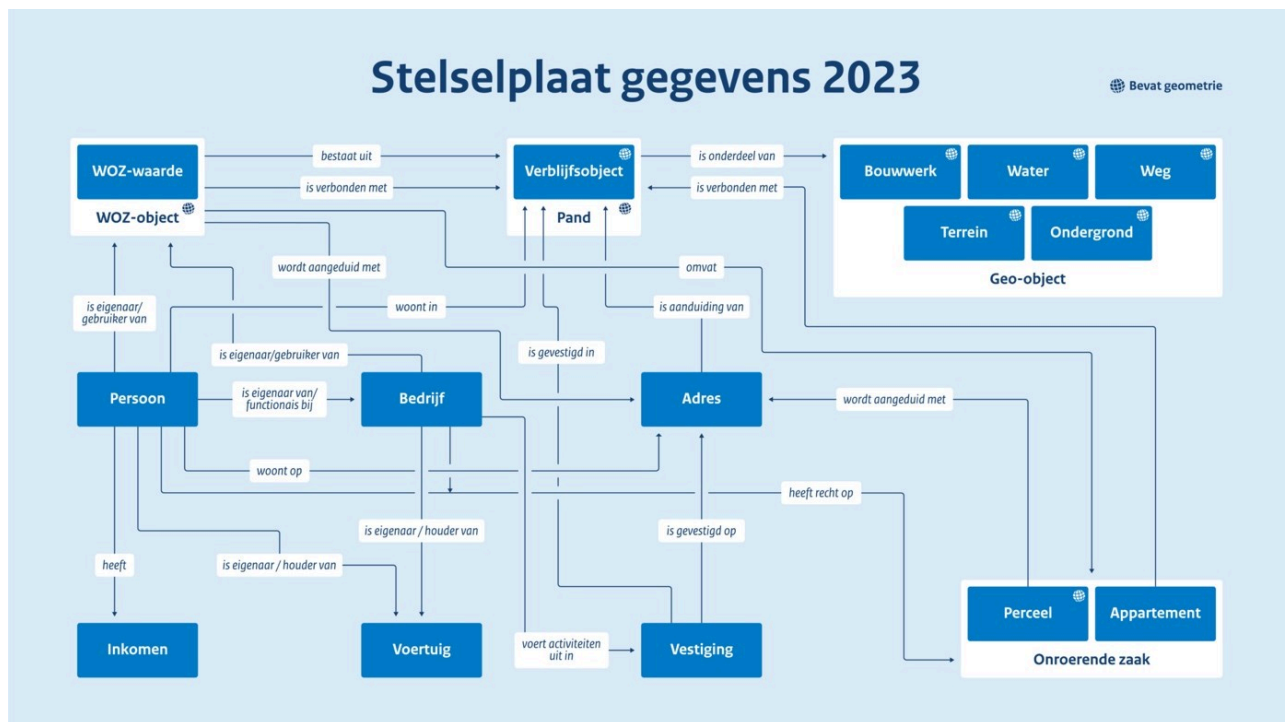 Stelselplaat gegevens 2023
Bevat geometrie
WOZ-waarde
WOZ-object
bestaat uit
is verbonden met
Verblijfsobject
Pand
is onderdeel van
is verbonden met
Bouwwerk
Water
Weg
Terrein
Ondergrond
Geo-object
wordt aangeduid met
omvat
is eigenaar/
gebruiker van
woont in
is aanduiding van
is eigenaar/gebruiker van
is gevestigd in
Persoon
is eigenaar van/
functionais bij
Bedrijf
Adres
wordt aangeduid met
woont op
heeft recht op
is eigenaar / houder van
is gevestigd op
heeft
is eigenaar / houder van
Perceel
Appartement
Onroerende zaak
Inkomen
Voertuig
voert activiteiten
uit in
Vestiging